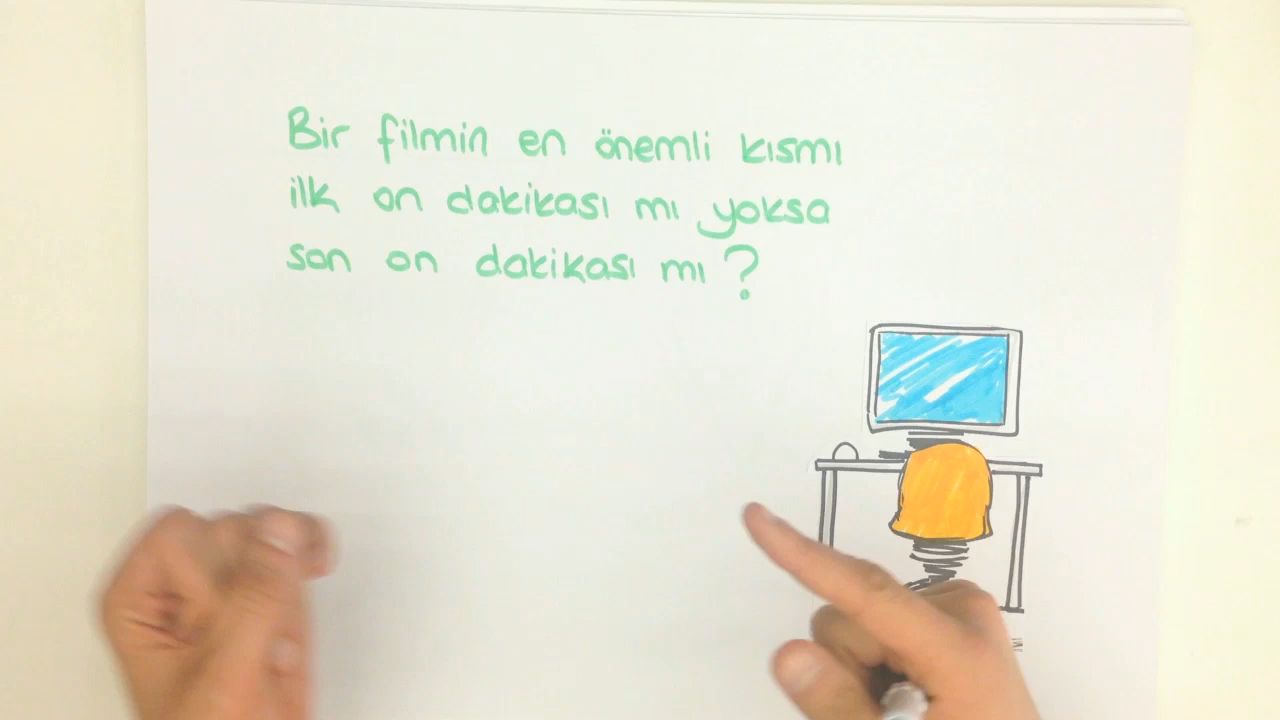 Bir filmin en önemli kısmı
ilk on dakikası mı yoksa
son on dakikası mı?